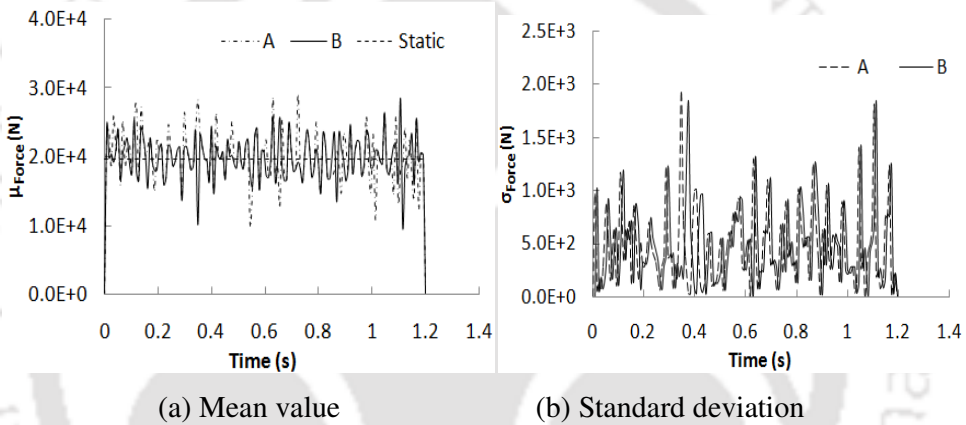 4.0E+4
3.0E+4
2.0E+4
1.0E+4
0.0E+0
μForce (N)
A B Static
0 0.2 0.4 0.6 0.8 1 1.2 1.4
Time (s)
(a) Mean value
2.5E+3
2.0E+3
1.5E+3
1.0E+3
5.0E+2
0.0E+0
σForce (N)
A B
0 0.2 0.4 0.6 0.8 1 1.2 1.4
Time (s)
(b) Standard deviation